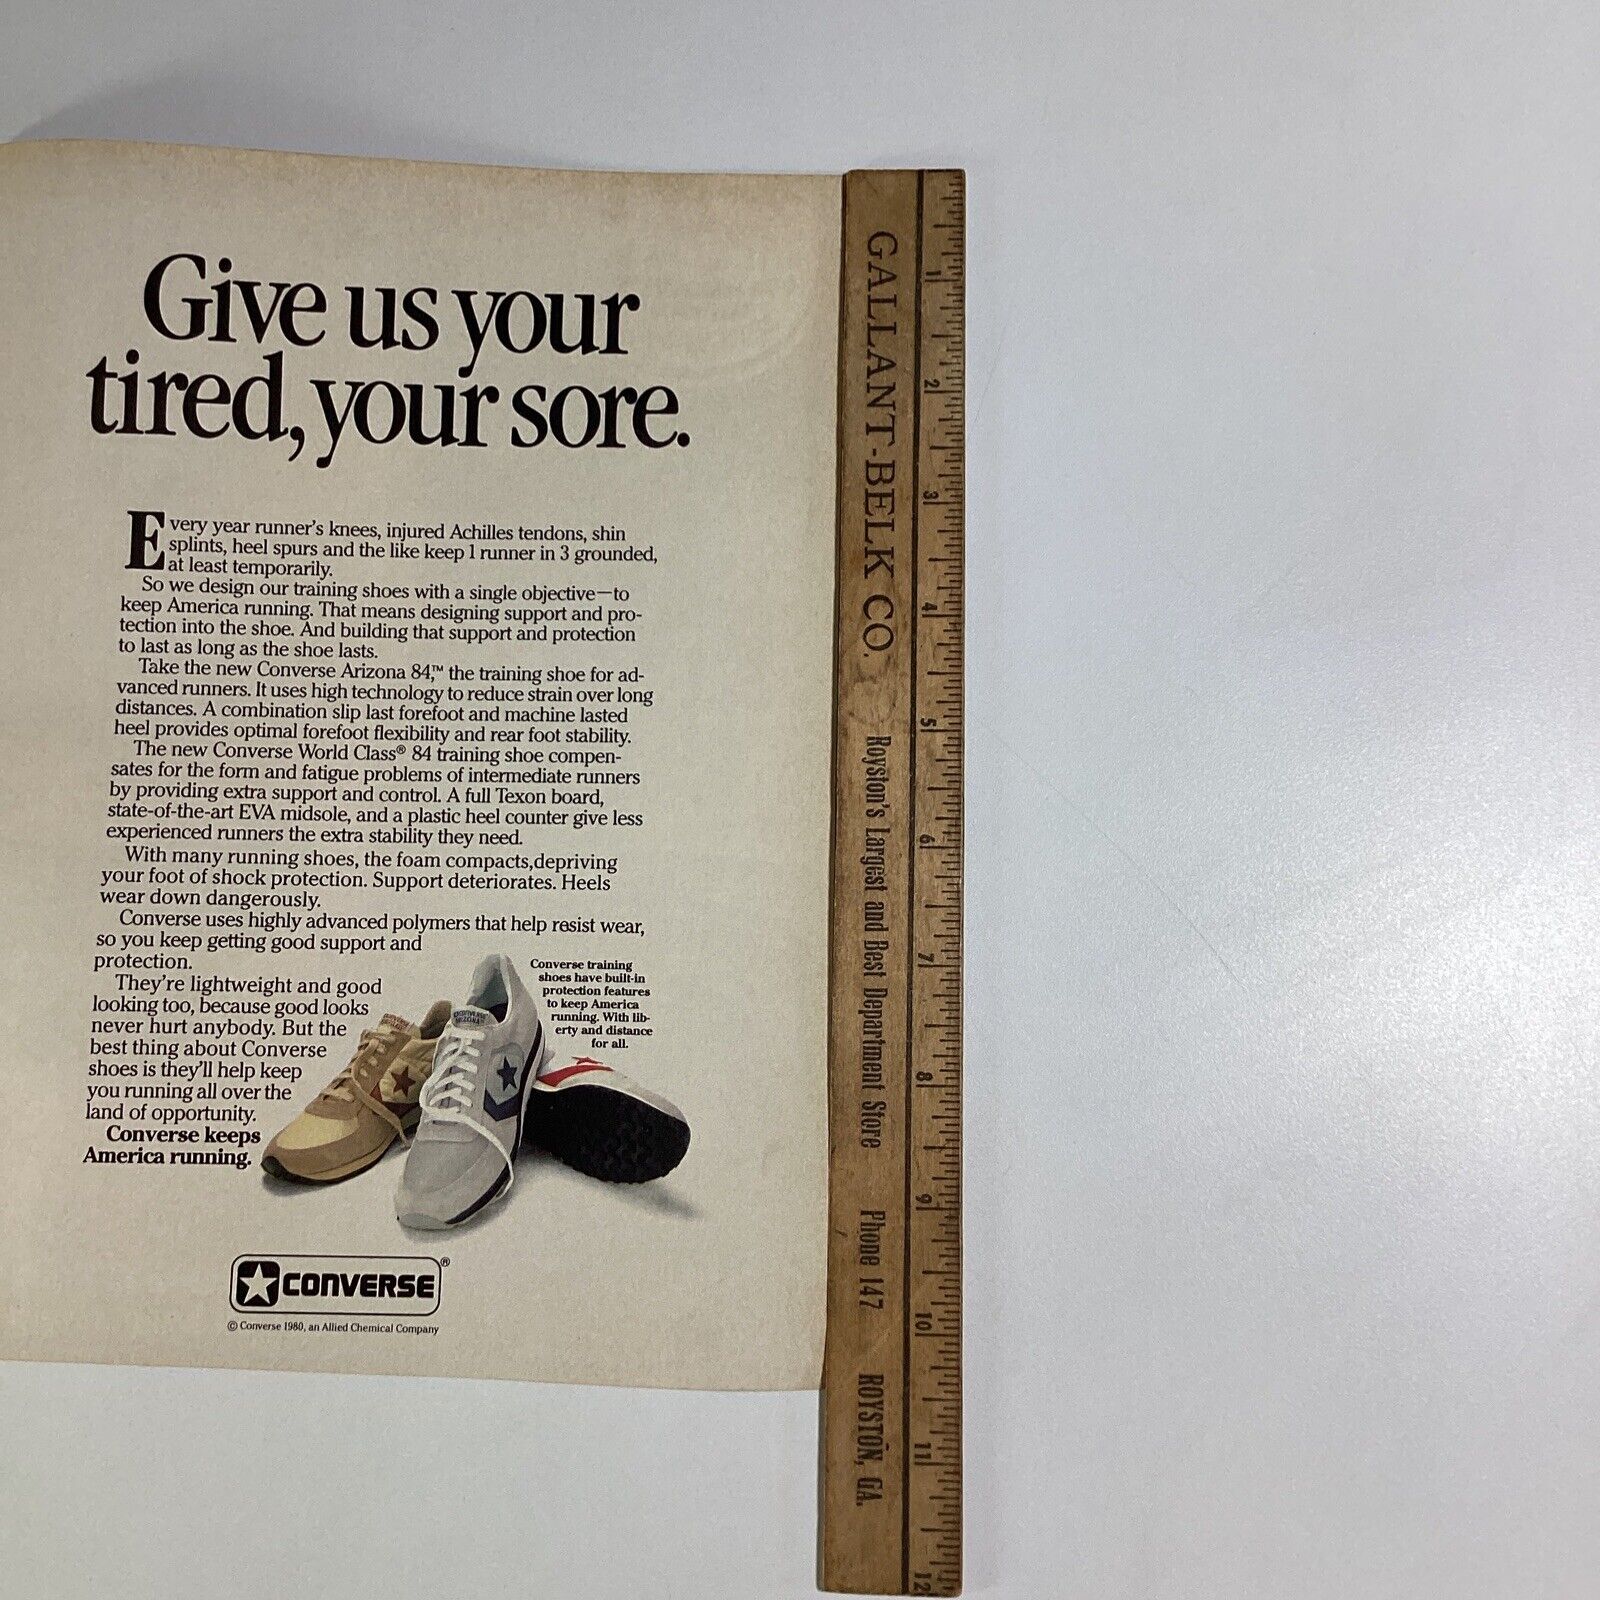 Give us your
tired, your sore.
Every year runner's knees, injured Achilles tendons, shin
splints, heel spurs and the like keep 1 runner in 3 grounded,
at least temporarily.
So we design our training shoes with a single objective—to
keep America running. That means designing support and pro-
tection into the shoe. And building that support and protection
to last as long as the shoe lasts.
Take the new Converse Arizona 84,™ the training shoe for ad-
vanced runners. It uses high technology to reduce strain over long
distances. A combination slip last forefoot and machine lasted
heel provides optimal forefoot flexibility and rear foot stability.
The new Converse World Class® 84 training shoe compen-
sates for the form and fatigue problems of intermediate runners
by providing extra support and control. A full Texon board,
state-of-the-art EVA midsole, and a plastic heel counter give less
experienced runners the extra stability they need.
With many running shoes, the foam compacts,depriving
your foot of shock protection. Support deteriorates. Heels
wear down dangerously.
Converse uses highly advanced polymers that help resist wear,
so you keep getting good support and
protection.
They're lightweight and good
looking too, because good looks
never hurt anybody. But the
best thing about Converse
shoes is they'll help keep
you running all over the
land of opportunity.
Converse keeps
America running.
Converse training
shoes have built-in
protection features
to keep America
running. With lib-
erty and distance
for all.
CONVERSE
ARIZONA
CONVERSE®
© Converse 1980, an Allied Chemical Company
GALLANT-BELK CO.
Royston's Largest and Best Department Store
Phone 147
ROYSTON, GA.
1
2
3
4
5
6
7
8
9
10
11
12